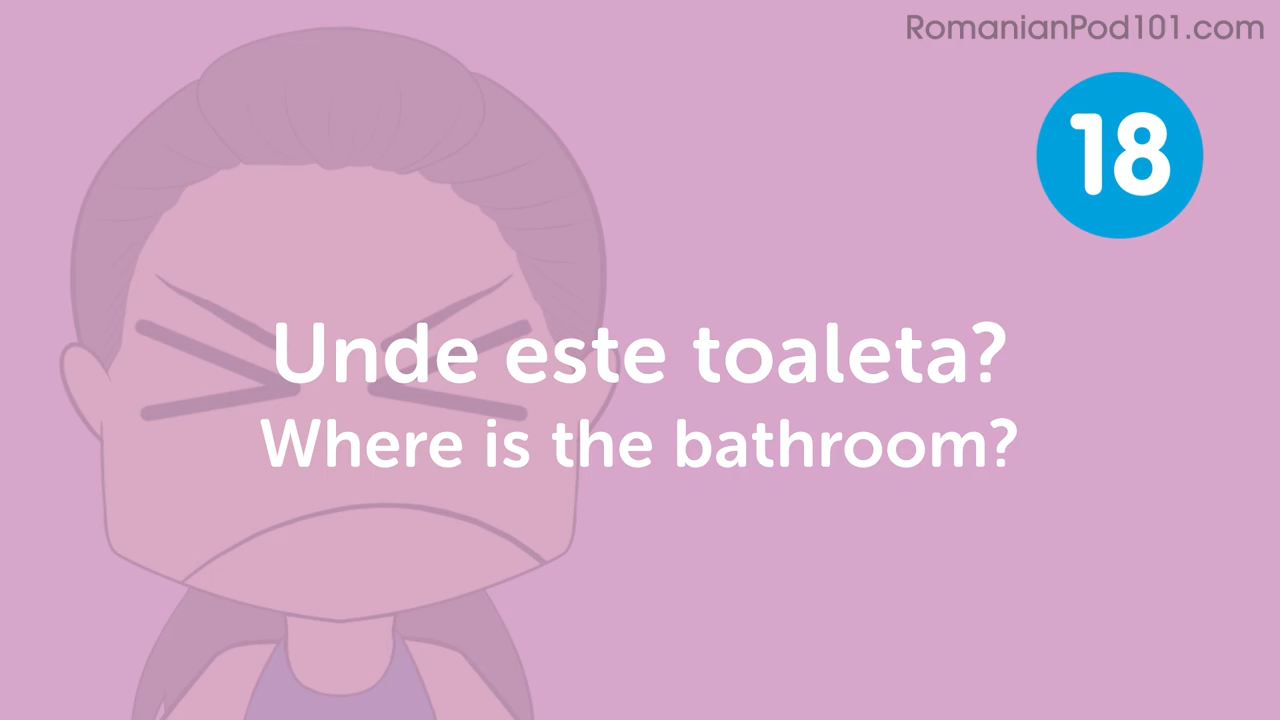 RomanianPod101.com
18
Unde este toaleta?
Where is the bathroom?